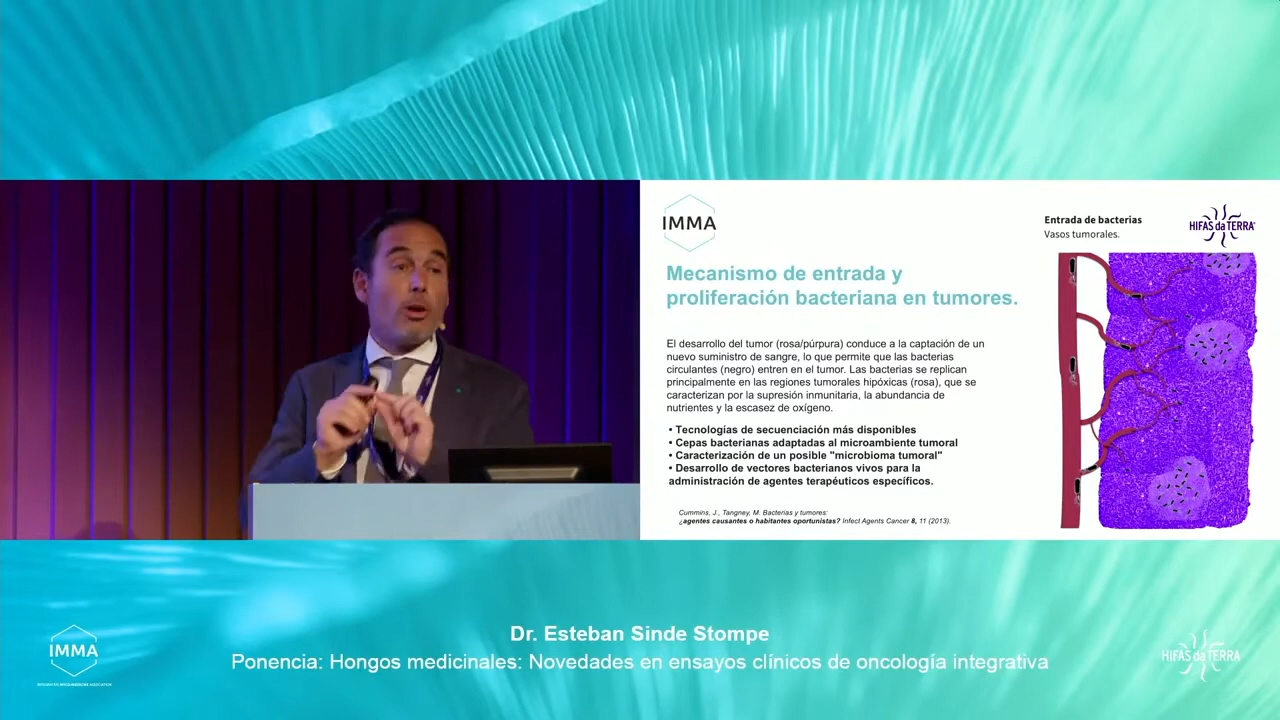 IMMA
HIFAS da TERRA
Entrada de bacterias
Vasos tumorales.
Mecanismo de entrada y
proliferación bacteriana en tumores.
El desarrollo del tumor (rosa/púrpura) conduce a la captación de un
nuevo suministro de sangre, lo que permite que las bacterias
circulantes (negro) entren en el tumor. Las bacterias se replican
principalmente en las regiones tumorales hipóxicas (rosa), que se
caracterizan por la supresión inmunitaria, la abundancia de
nutrientes y la escasez de oxígeno.
• Tecnologías de secuenciación más disponibles
• Cepas bacterianas adaptadas al microambiente tumoral
• Caracterización de un posible "microbioma tumoral"
• Desarrollo de vectores bacterianos vivos para la
administración de agentes terapéuticos específicos.
Cummins, J., Tangney, M. Bacterias y tumores:
¿agentes causantes o habitantes oportunistas? Infect Agents Cancer 8, 11 (2013).
Dr. Esteban Sinde Stompe
Ponencia: Hongos medicinales: Novedades en ensayos clínicos de oncología integrativa
IMMA
HIFAS da TERRA